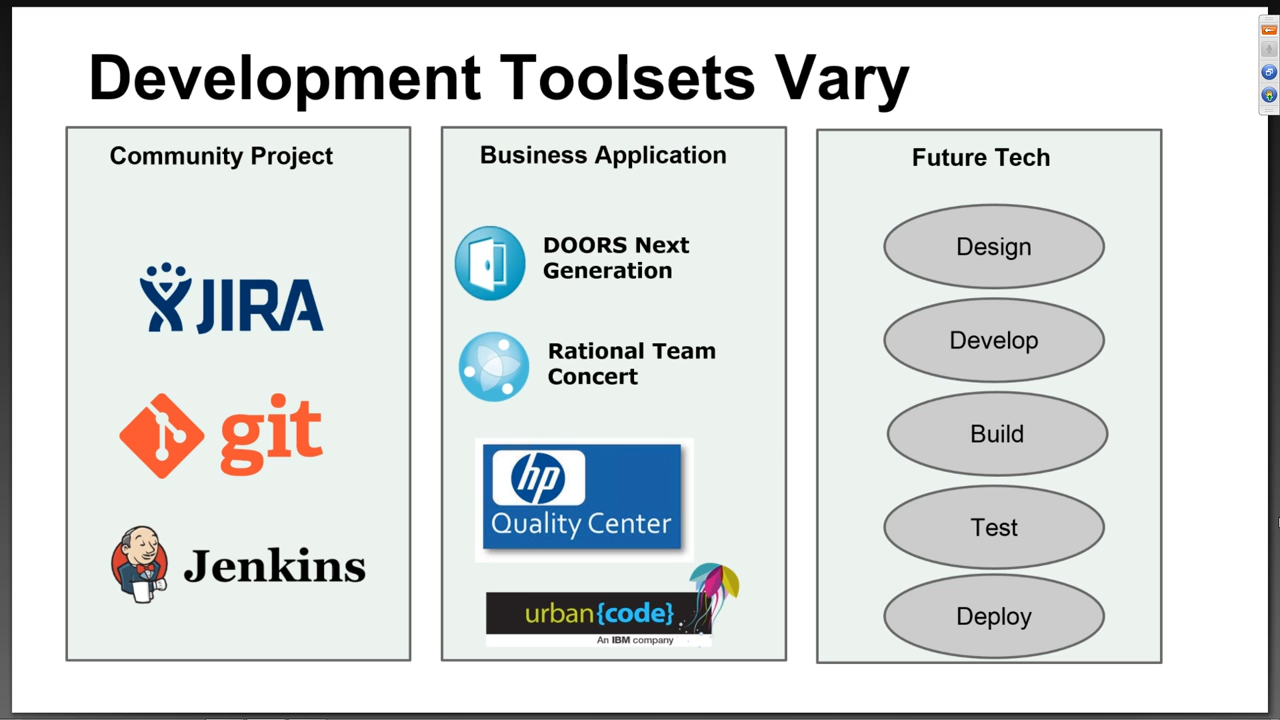 Development Toolsets Vary
Community Project
JIRA
git
Jenkins
Business Application
DOORS Next
Generation
Rational Team
Concert
hp
Quality Center
urban{code}
An IBM company
Future Tech
Design
Develop
Build
Test
Deploy